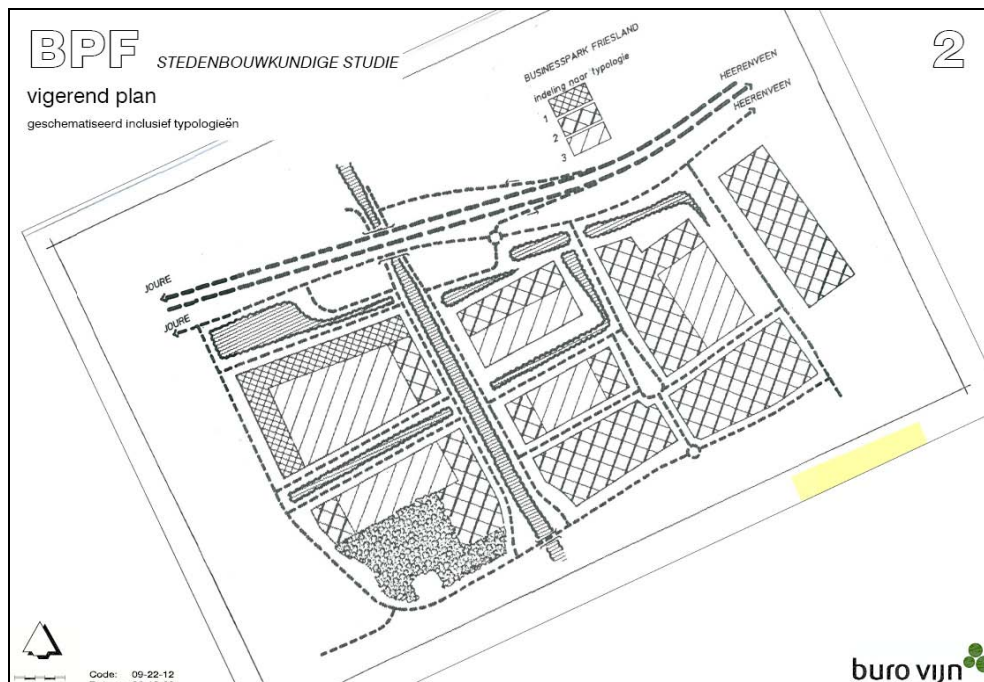 BPF STEDENBOUWKUNDIGE STUDIE
2
vigerend plan
geschematiseerd inclusief typologieën
BUSINESSPARK FRIESLAND
indeling naar typologie
1
2
3
HEERENVEEN
HEERENVEEN
JOURE
JOURE
Code: 09-22-12
buro vijn